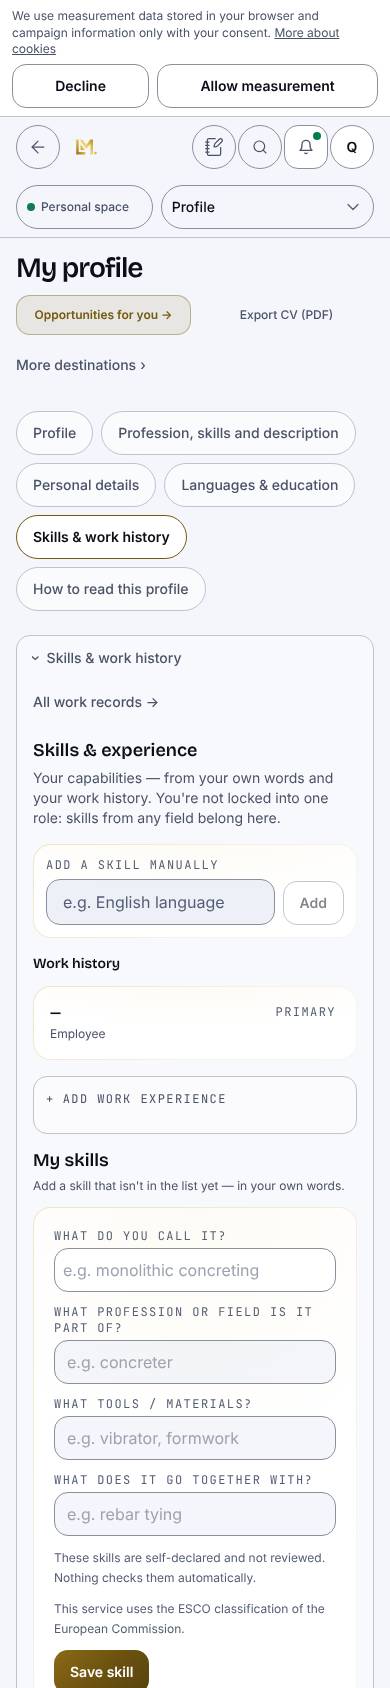 We use measurement data stored in your browser and
campaign information only with your consent. More about
cookies
Decline
Allow measurement
LM.
Q
Personal space
Profile
My profile
Opportunities for you →
Export CV (PDF)
More destinations ›
Profile
Profession, skills and description
Personal details
Languages & education
Skills & work history
How to read this profile
Skills & work history
All work records →
Skills & experience
Your capabilities — from your own words and
your work history. You're not locked into one
role: skills from any field belong here.
ADD A SKILL MANUALLY
e.g. English language
Add
Work history
—
PRIMARY
Employee
+ ADD WORK EXPERIENCE
My skills
Add a skill that isn't in the list yet — in your own words.
WHAT DO YOU CALL IT?
e.g. monolithic concreting
WHAT PROFESSION OR FIELD IS IT
PART OF?
e.g. concreter
WHAT TOOLS / MATERIALS?
e.g. vibrator, formwork
WHAT DOES IT GO TOGETHER WITH?
e.g. rebar tying
These skills are self-declared and not reviewed.
Nothing checks them automatically.
This service uses the ESCO classification of the
European Commission.
Save skill